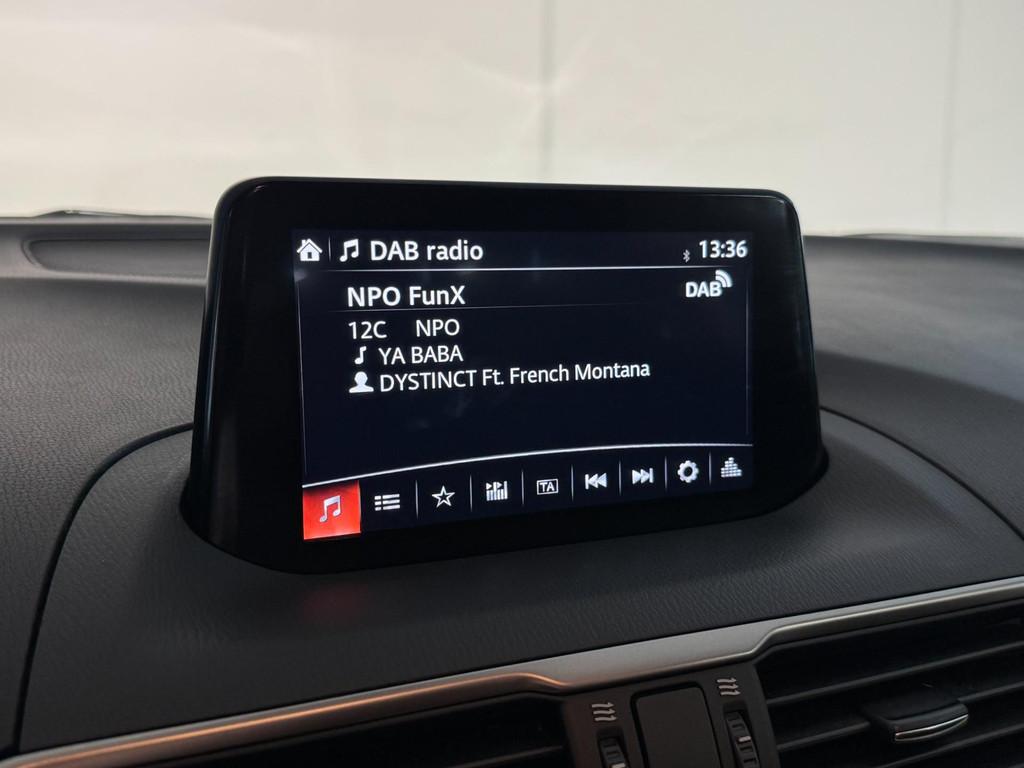 DAB radio 13:36
NPO FunX DAB
12C NPO
YA BABA
DYSTINCT Ft. French Montana
TA